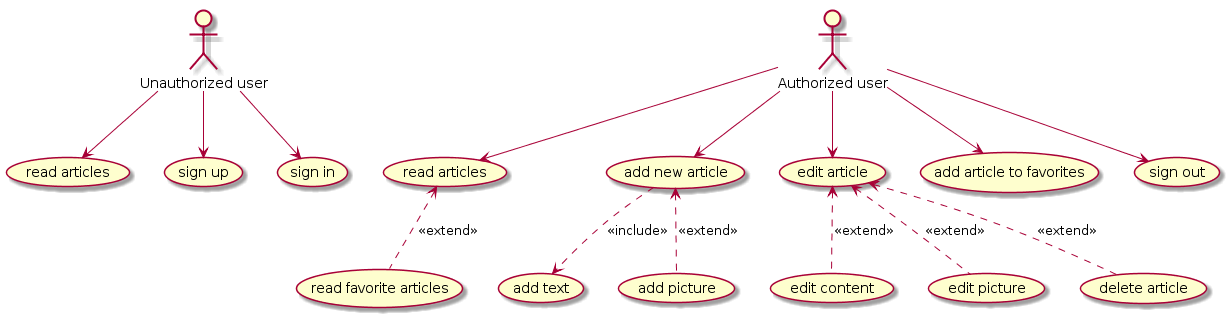 Unauthorized user
Authorized user
read articles
sign up
sign in
read articles
add new article
edit article
add article to favorites
sign out
«extend»
«include»
«extend»
«extend»
«extend»
«extend»
read favorite articles
add text
add picture
edit content
edit picture
delete article